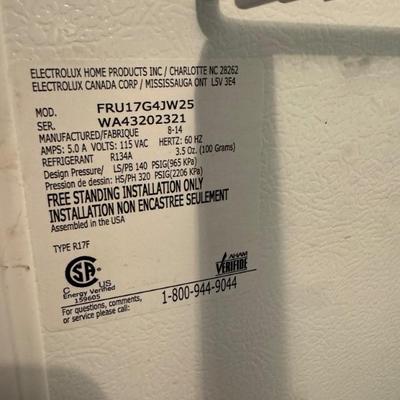 ELECTROLUX HOME PRODUCTS INC / CHARLOTTE NC 28262
ELECTROLUX CANADA CORP / MISSISSAUGA ONT L5V 3E4
MOD. FRU17G4JW25
SER. WA43202321
MANUFACTURED/FABRIQUE 8-14
AMPS: 5.0 A VOLTS: 115 VAC HERTZ: 60 HZ
REFRIGERANT R134A 3.5 Oz. (100 Grams)
Design Pressure/ LS/PB 140 PSIG(965 KPa)
Pression de dessin: HS/PH 320 PSIG(2206 KPa)
FREE STANDING INSTALLATION ONLY
INSTALLATION NON ENCASTREE SEULEMENT
Assembled in the USA
TYPE R17F
CSA
C US
Energy Verified
159605
AHAM
VERIFIDE
For questions, comments,
or service please call: 1-800-944-9044